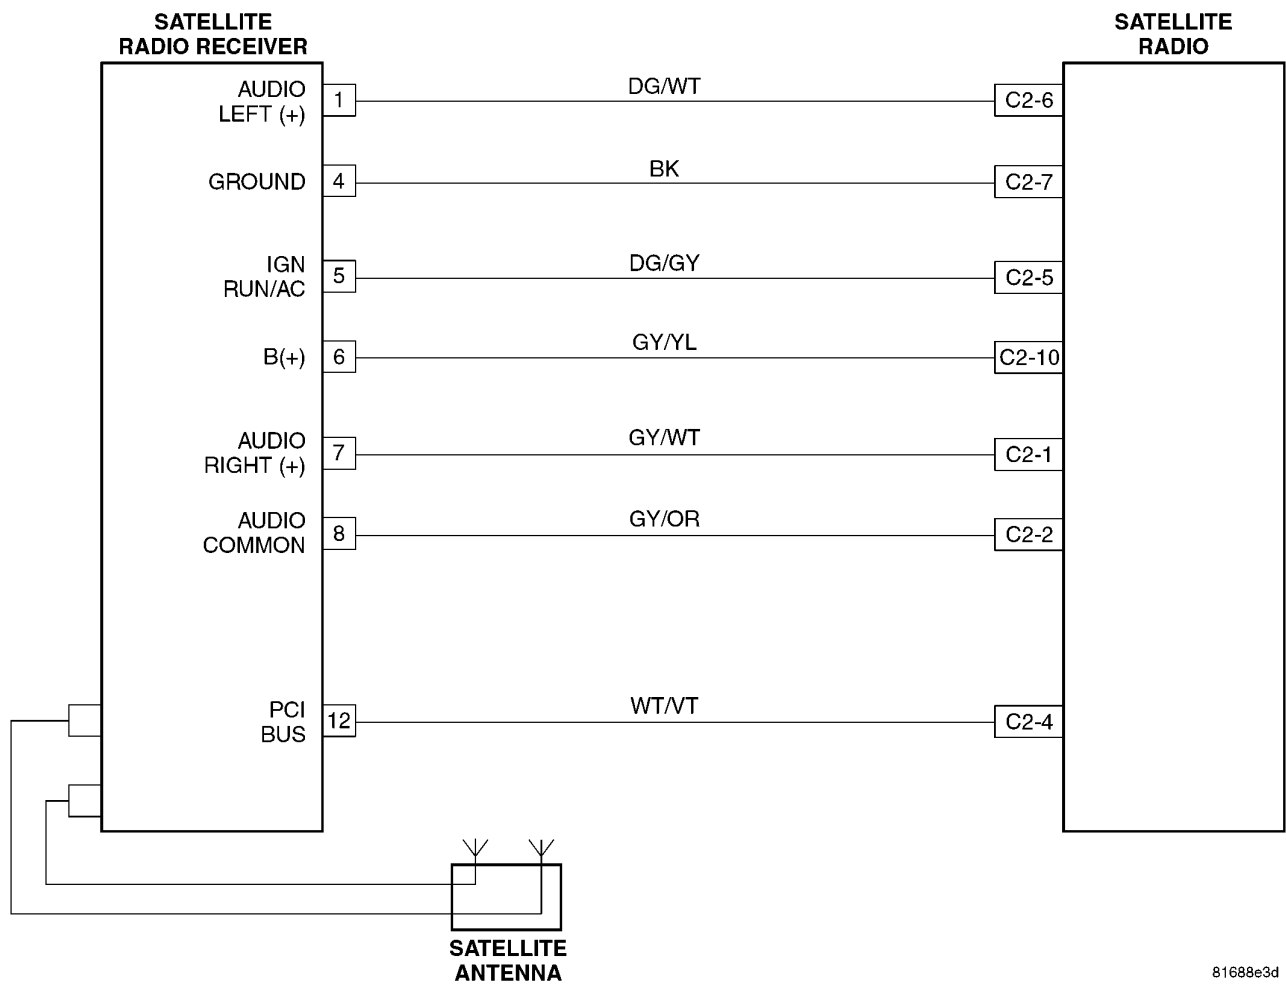 SATELLITE
RADIO RECEIVER
SATELLITE
RADIO
AUDIO
LEFT (+)
1
DG/WT
C2-6
GROUND
4
BK
C2-7
IGN
RUN/AC
5
DG/GY
C2-5
B(+)
6
GY/YL
C2-10
AUDIO
RIGHT (+)
7
GY/WT
C2-1
AUDIO
COMMON
8
GY/OR
C2-2
PCI
BUS
12
WT/VT
C2-4
SATELLITE
ANTENNA
81688e3d